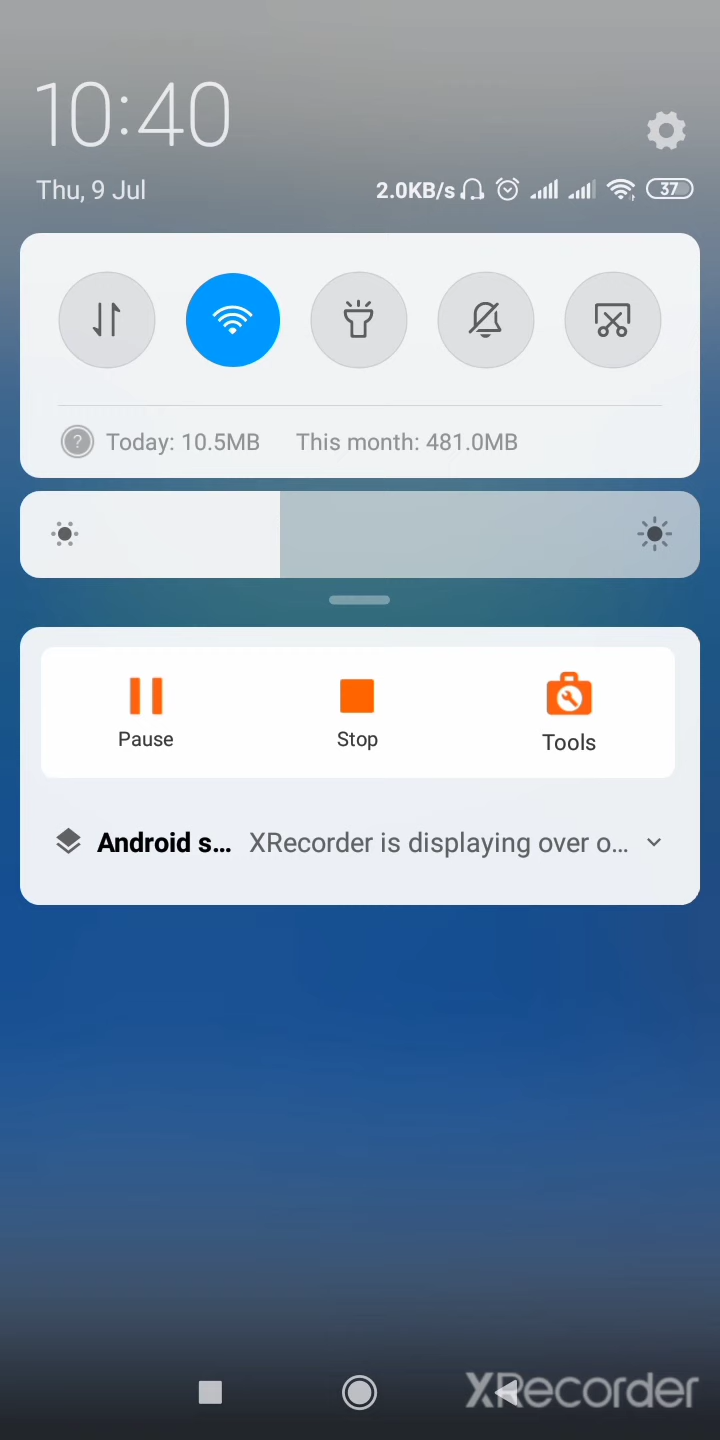 10:40
Thu, 9 Jul
2.0KB/s
37
? Today: 10.5MB This month: 481.0MB
Pause Stop Tools
Android s... XRecorder is displaying over o...
XRecorder